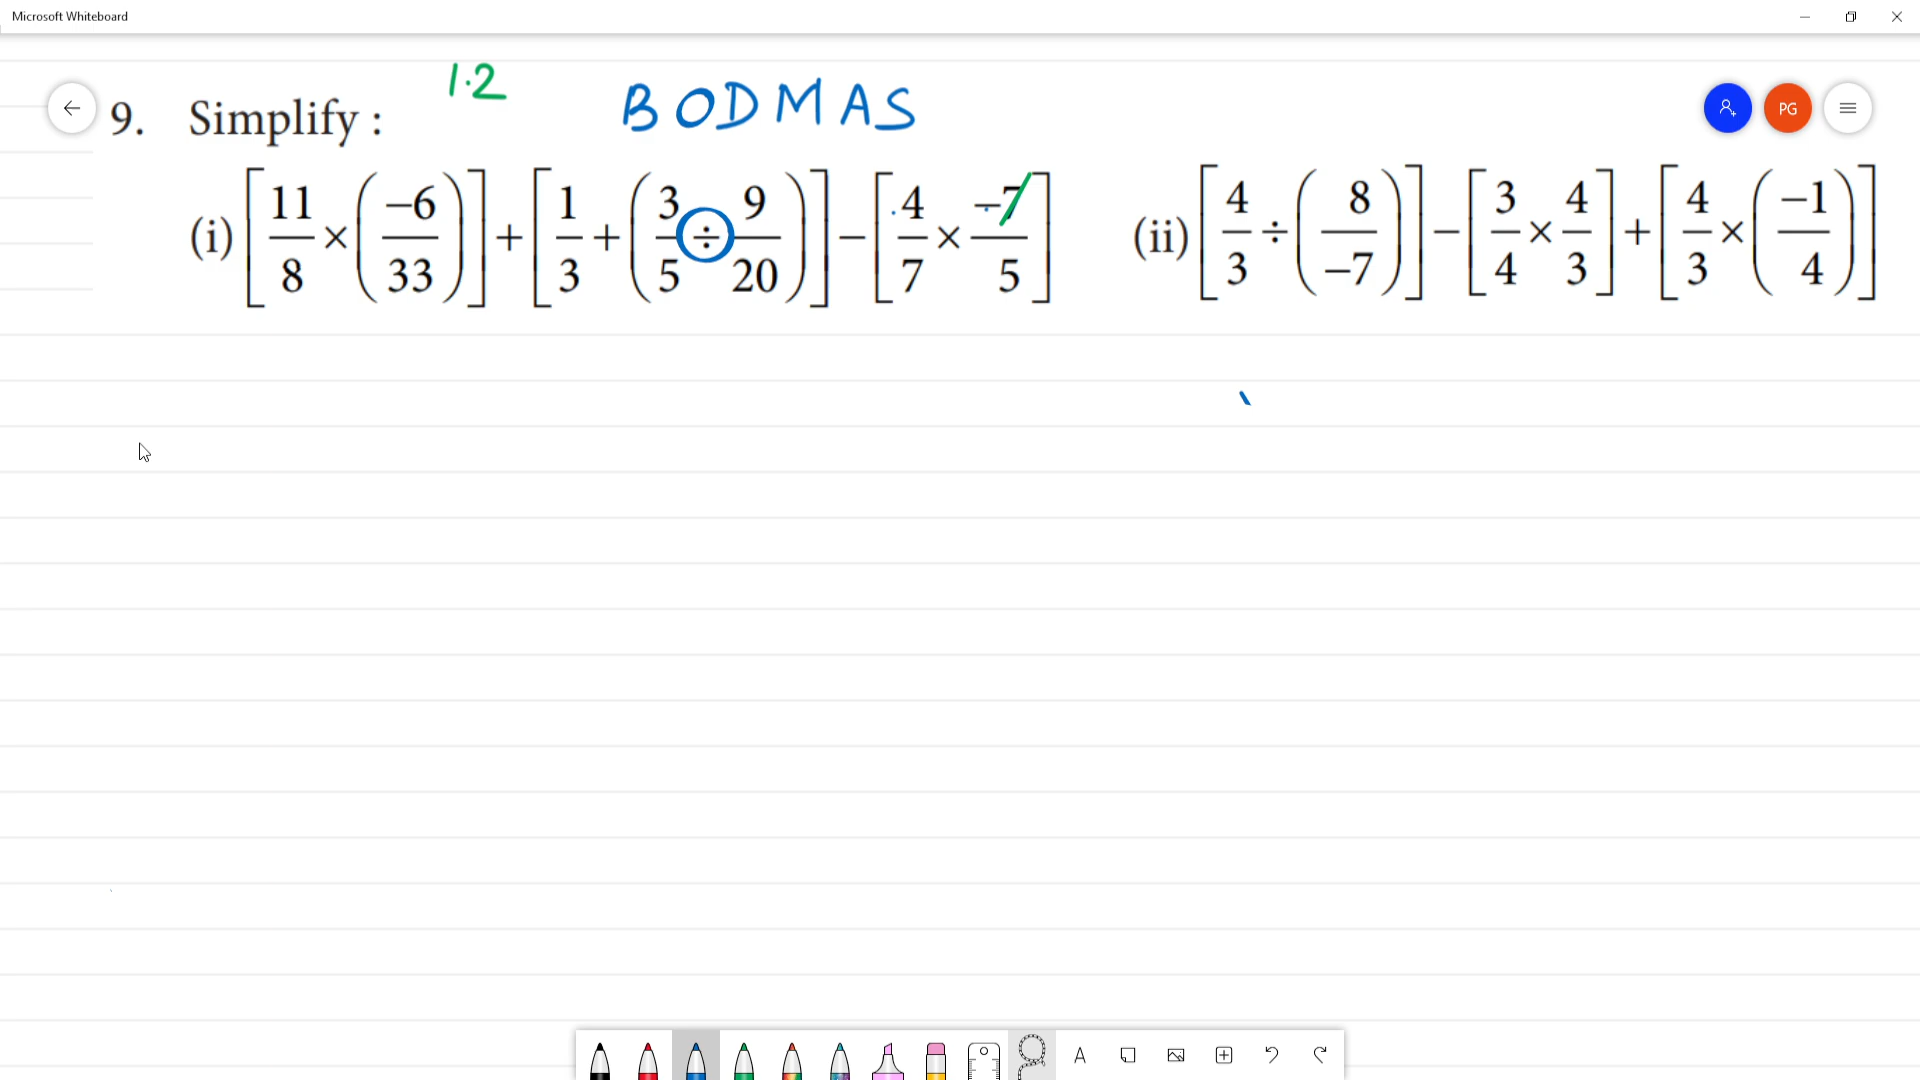 Microsoft Whiteboard
1.2
BODMAS
9. Simplify :
PG
(i) [11/8 × (−6/33)] + [1/3 + (3/5 ÷ 9/20)] − [4/7 × −7/5] (ii) [4/3 ÷ (8/−7)] − [3/4 × 4/3] + [4/3 × (−1/4)]
A